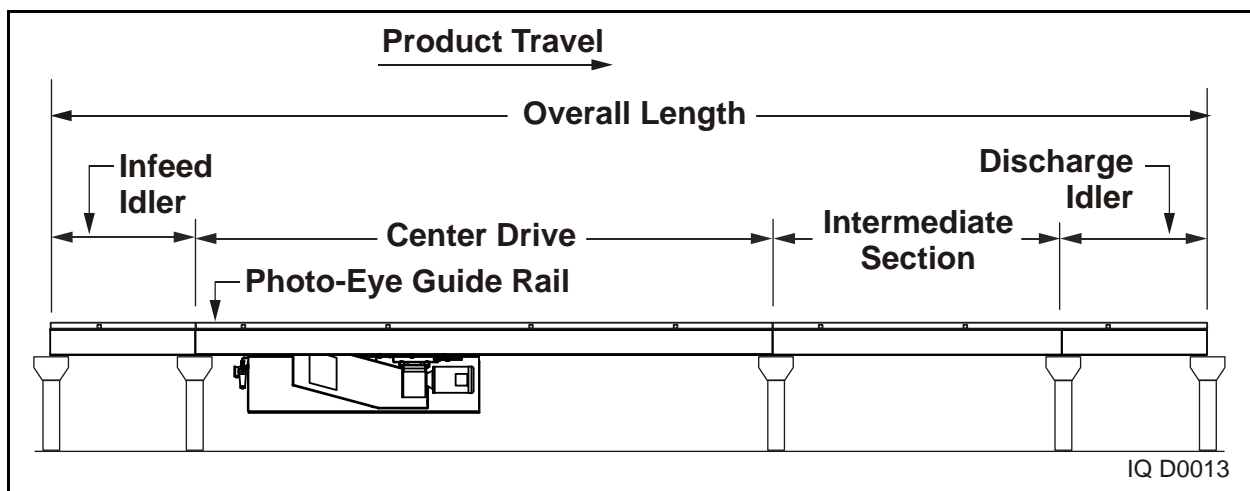 Product Travel
Overall Length
Infeed
Idler
Discharge
Idler
Center Drive
Intermediate
Section
Photo-Eye Guide Rail
IQ D0013